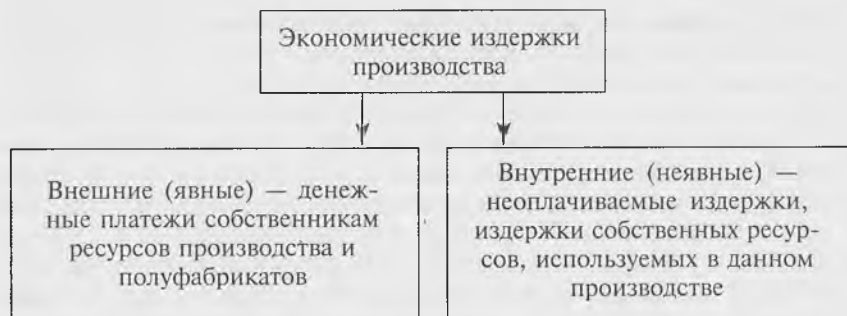 Экономические издержки
производства
Внешние (явные) — денеж-
ные платежи собственникам
ресурсов производства и
полуфабрикатов
Внутренние (неявные) —
неоплачиваемые издержки,
издержки собственных ресур-
сов, используемых в данном
производстве